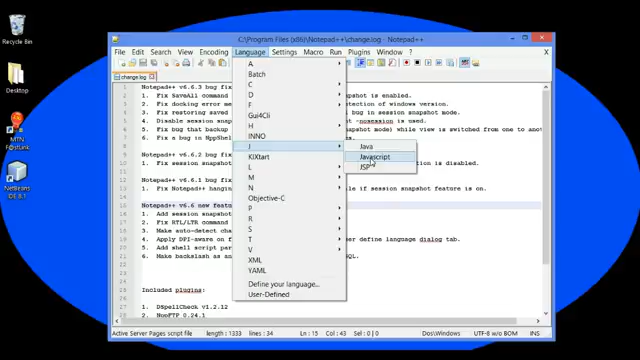 C:\Program Files (x86)\Notepad++\change.log - Notepad++
File Edit Search View Encoding Language Settings Macro Run Plugins Window ?
change.log
Recycle Bin
Desktop
MTN
F@stLink
NetBeans
IDE 8.1
A
Batch
C
D
F
Gui4Cli
H
INNO
J
KIXtart
L
M
N
Objective-C
P
R
S
T
V
XML
YAML
Define your language...
User-Defined
Java
Javascript
JSP
Notepad++ v6.6.3 bug fix
1. Fix SaveAll command
2. Fix docking error me
3. Fix restoring saved
4. Fix session snapshot
5. Fix bug that backup
6. Fix a bug in NppShel
apshot is enabled.
tection of windows version.
ckup in session snapshot mode.
-nosession is used.
apshot mode) while view is switched from one to anot
Notepad++ v6.6.2 bug fix
1. Fix session snapshot
on is disabled.
Notepad++ v6.6.1 bug fix
1. Fix Notepad++ hangin
le if session snapshot feature is on.
Notepad++ v6.6 new featur
1. Add session snapshot
2. Fix RTL/LTR command
3. Make auto-detect cha
4. Apply DPI-aware on f
er define language dialog tab.
5. Add shell script par
6. Make backslash as an
QL.
Included plugins:
1. DSpellCheck v1.2.12
2. NppFTP 0.24.1
Active Server Pages script file length : 1333 lines : 34 Ln : 15 Col : 43 Sel : 0 | 0 Dos\Windows UTF-8 w/o BOM INS